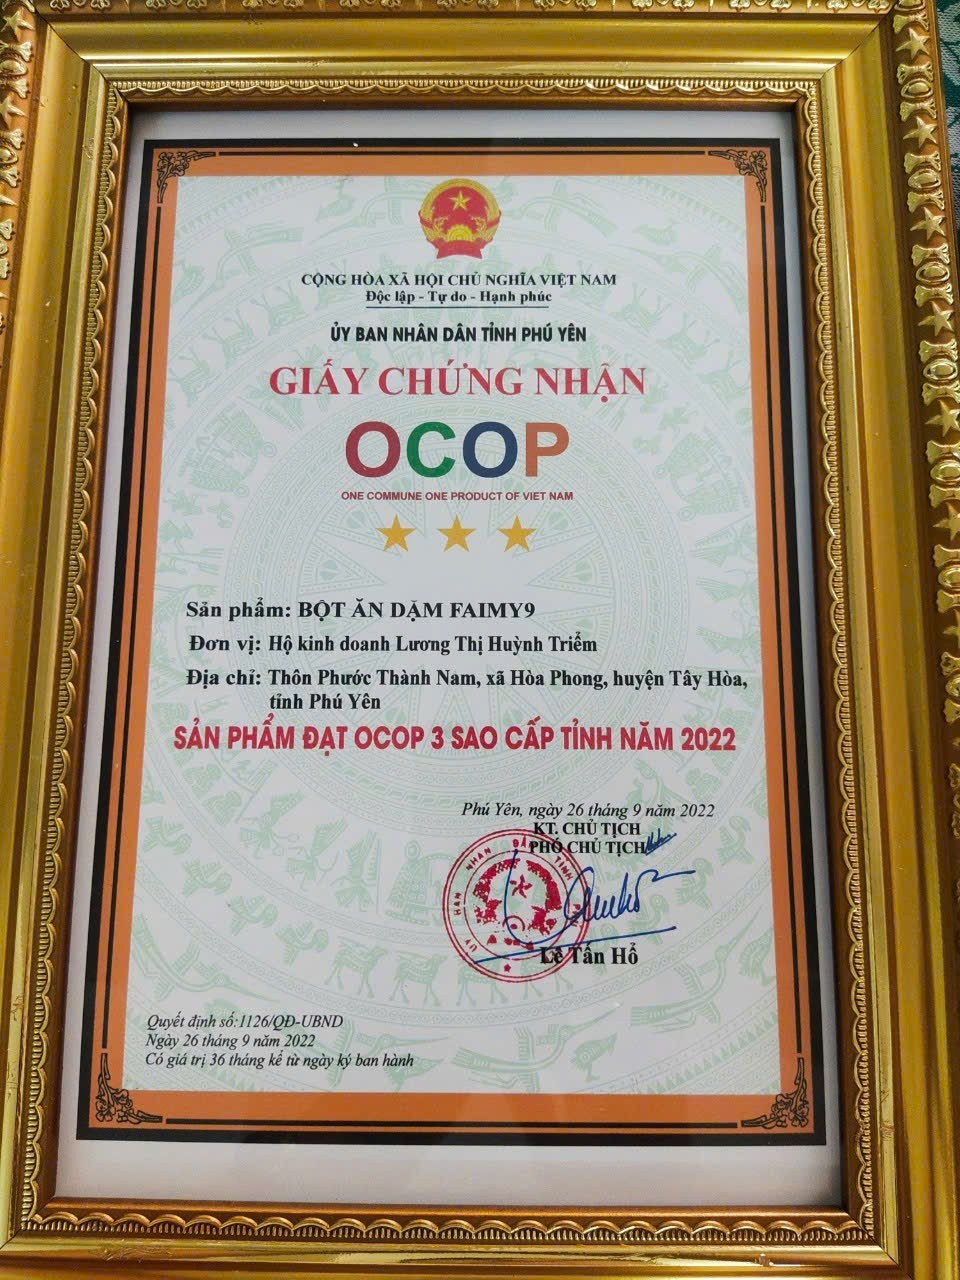 CỘNG HÒA XÃ HỘI CHỦ NGHĨA VIỆT NAM
Độc lập - Tự do - Hạnh phúc
ỦY BAN NHÂN DÂN TỈNH PHÚ YÊN
GIẤY CHỨNG NHẬN
OCOP
ONE COMMUNE ONE PRODUCT OF VIET NAM
Sản phẩm: BỘT ĂN DẶM FAIMY9
Đơn vị: Hộ kinh doanh Lương Thị Huỳnh Triểm
Địa chỉ: Thôn Phước Thành Nam, xã Hòa Phong, huyện Tây Hòa,
tỉnh Phú Yên
SẢN PHẨM ĐẠT OCOP 3 SAO CẤP TỈNH NĂM 2022
Phú Yên, ngày 26 tháng 9 năm 2022
KT. CHỦ TỊCH
PHÓ CHỦ TỊCH
Lê Tấn Hổ
Quyết định số:1126/QĐ-UBND
Ngày 26 tháng 9 năm 2022
Có giá trị 36 tháng kể từ ngày ký ban hành